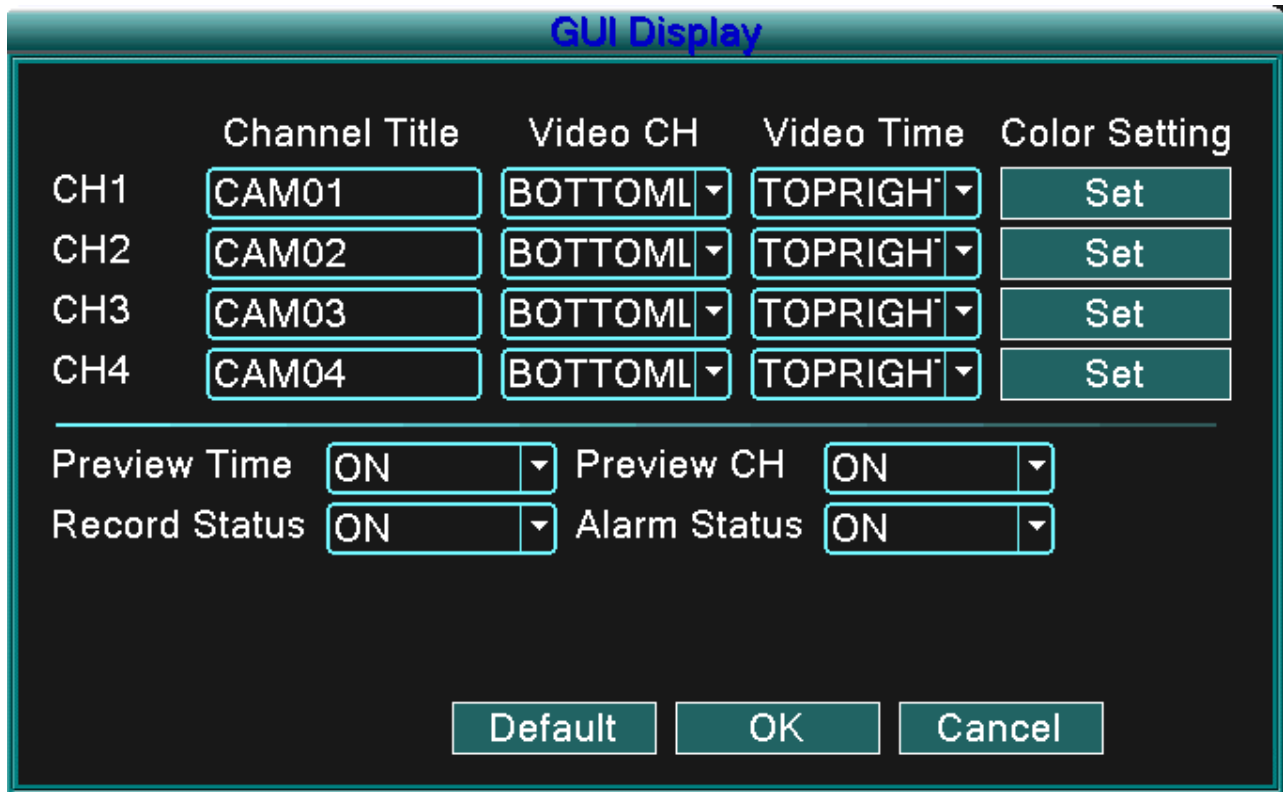 GUI Display
Channel Title Video CH Video Time Color Setting
CH1 CAM01 BOTTOML TOPRIGHT Set
CH2 CAM02 BOTTOML TOPRIGHT Set
CH3 CAM03 BOTTOML TOPRIGHT Set
CH4 CAM04 BOTTOML TOPRIGHT Set
Preview Time ON Preview CH ON
Record Status ON Alarm Status ON
Default OK Cancel